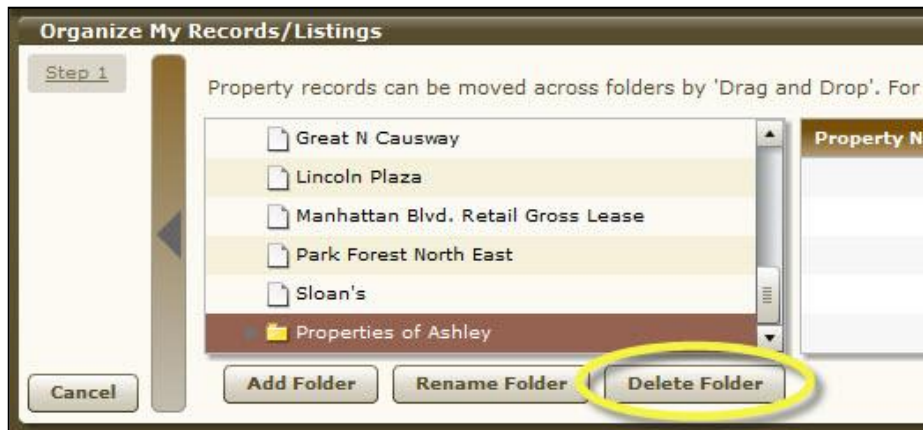 Organize My Records/Listings
Step 1
Property records can be moved across folders by 'Drag and Drop'. For
Great N Causway
Property N
Lincoln Plaza
Manhattan Blvd. Retail Gross Lease
Park Forest North East
Sloan's
Properties of Ashley
Cancel
Add Folder
Rename Folder
Delete Folder